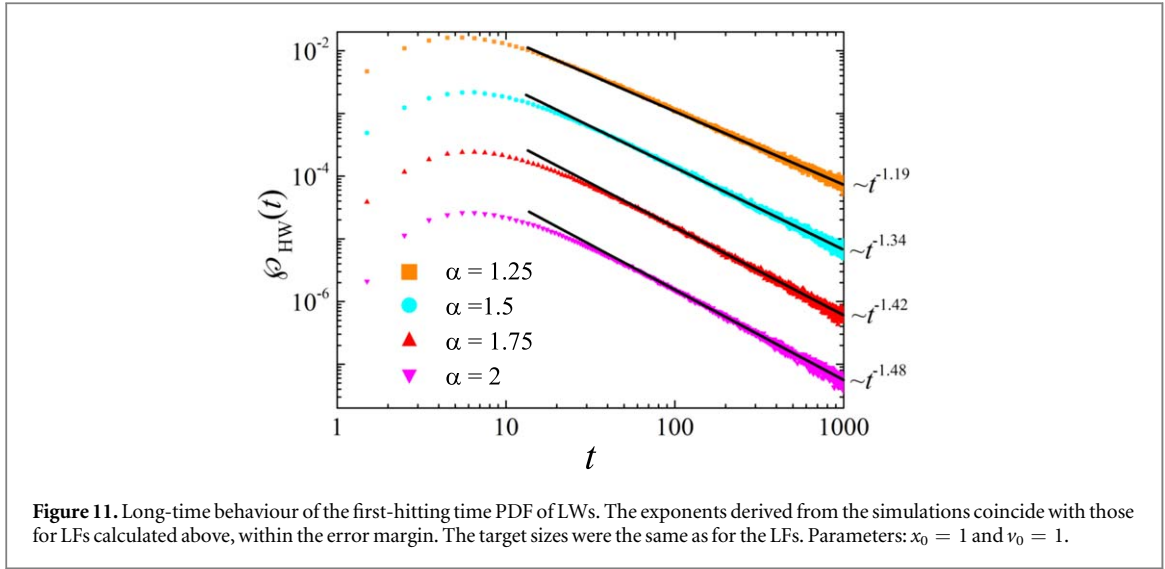 10⁻²
10⁻⁴
10⁻⁶
℘HW(t)
α = 1.25
α =1.5
α = 1.75
α = 2
~t⁻¹·¹⁹
~t⁻¹·³⁴
~t⁻¹·⁴²
~t⁻¹·⁴⁸
1 10 100 1000
t
Figure 11. Long-time behaviour of the first-hitting time PDF of LWs. The exponents derived from the simulations coincide with those
for LFs calculated above, within the error margin. The target sizes were the same as for the LFs. Parameters: x₀ = 1 and v₀ = 1.